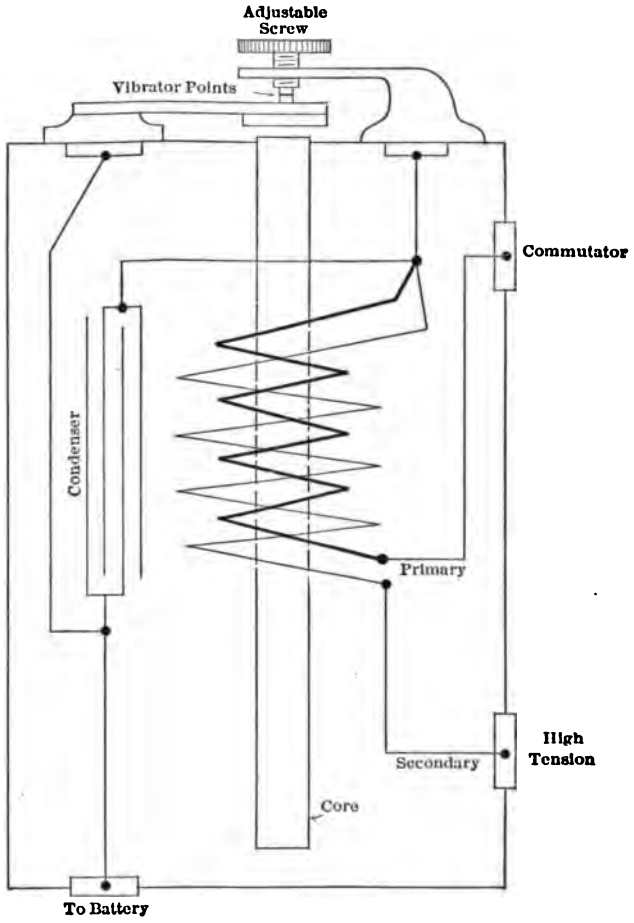 Adjustable
Screw
Vibrator Points
Commutator
Condenser
Primary
High
Tension
Secondary
Core
To Battery